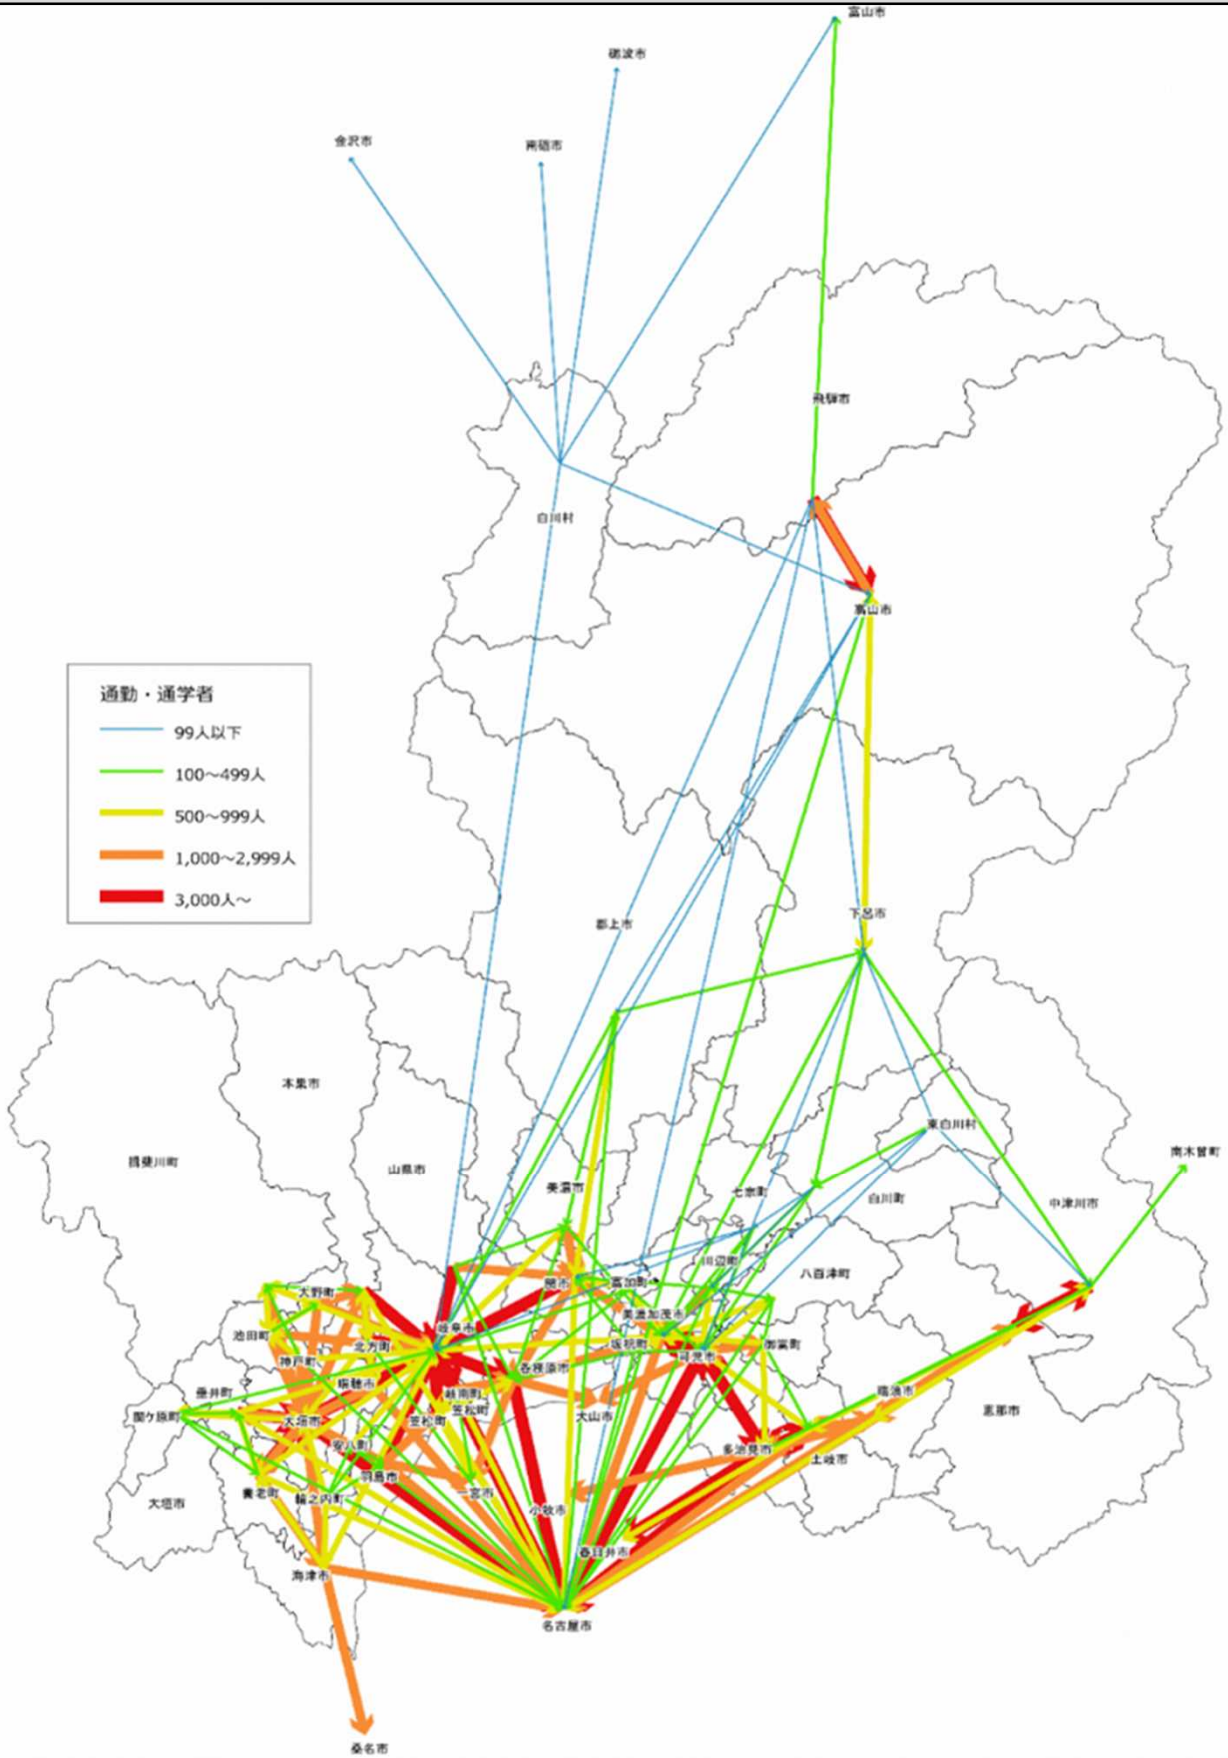 富山市
礪波市
金沢市
南礪市
飛騨市
白川村
高山市
通勤・通学者
99人以下
100～499人
500～999人
1,000～2,999人
3,000人～
下呂市
郡上市
本巣市
東白川村
揖斐川町
山県市
南木曽町
美濃市
七宗町
白川町
中津川市
川辺町
八百津町
関市
富加町
大野町
美濃加茂市
岐阜市
池田町
北方町
坂祝町
御嵩町
神戸町
可児市
各務原市
瑞穂市
垂井町
岐南町
瑞浪市
関ケ原町
大垣市
笠松町
笠松町
犬山市
恵那市
安八町
多治見市
土岐市
羽島市
養老町
輪之内町
一宮市
大垣市
小牧市
春日井市
海津市
名古屋市
桑名市